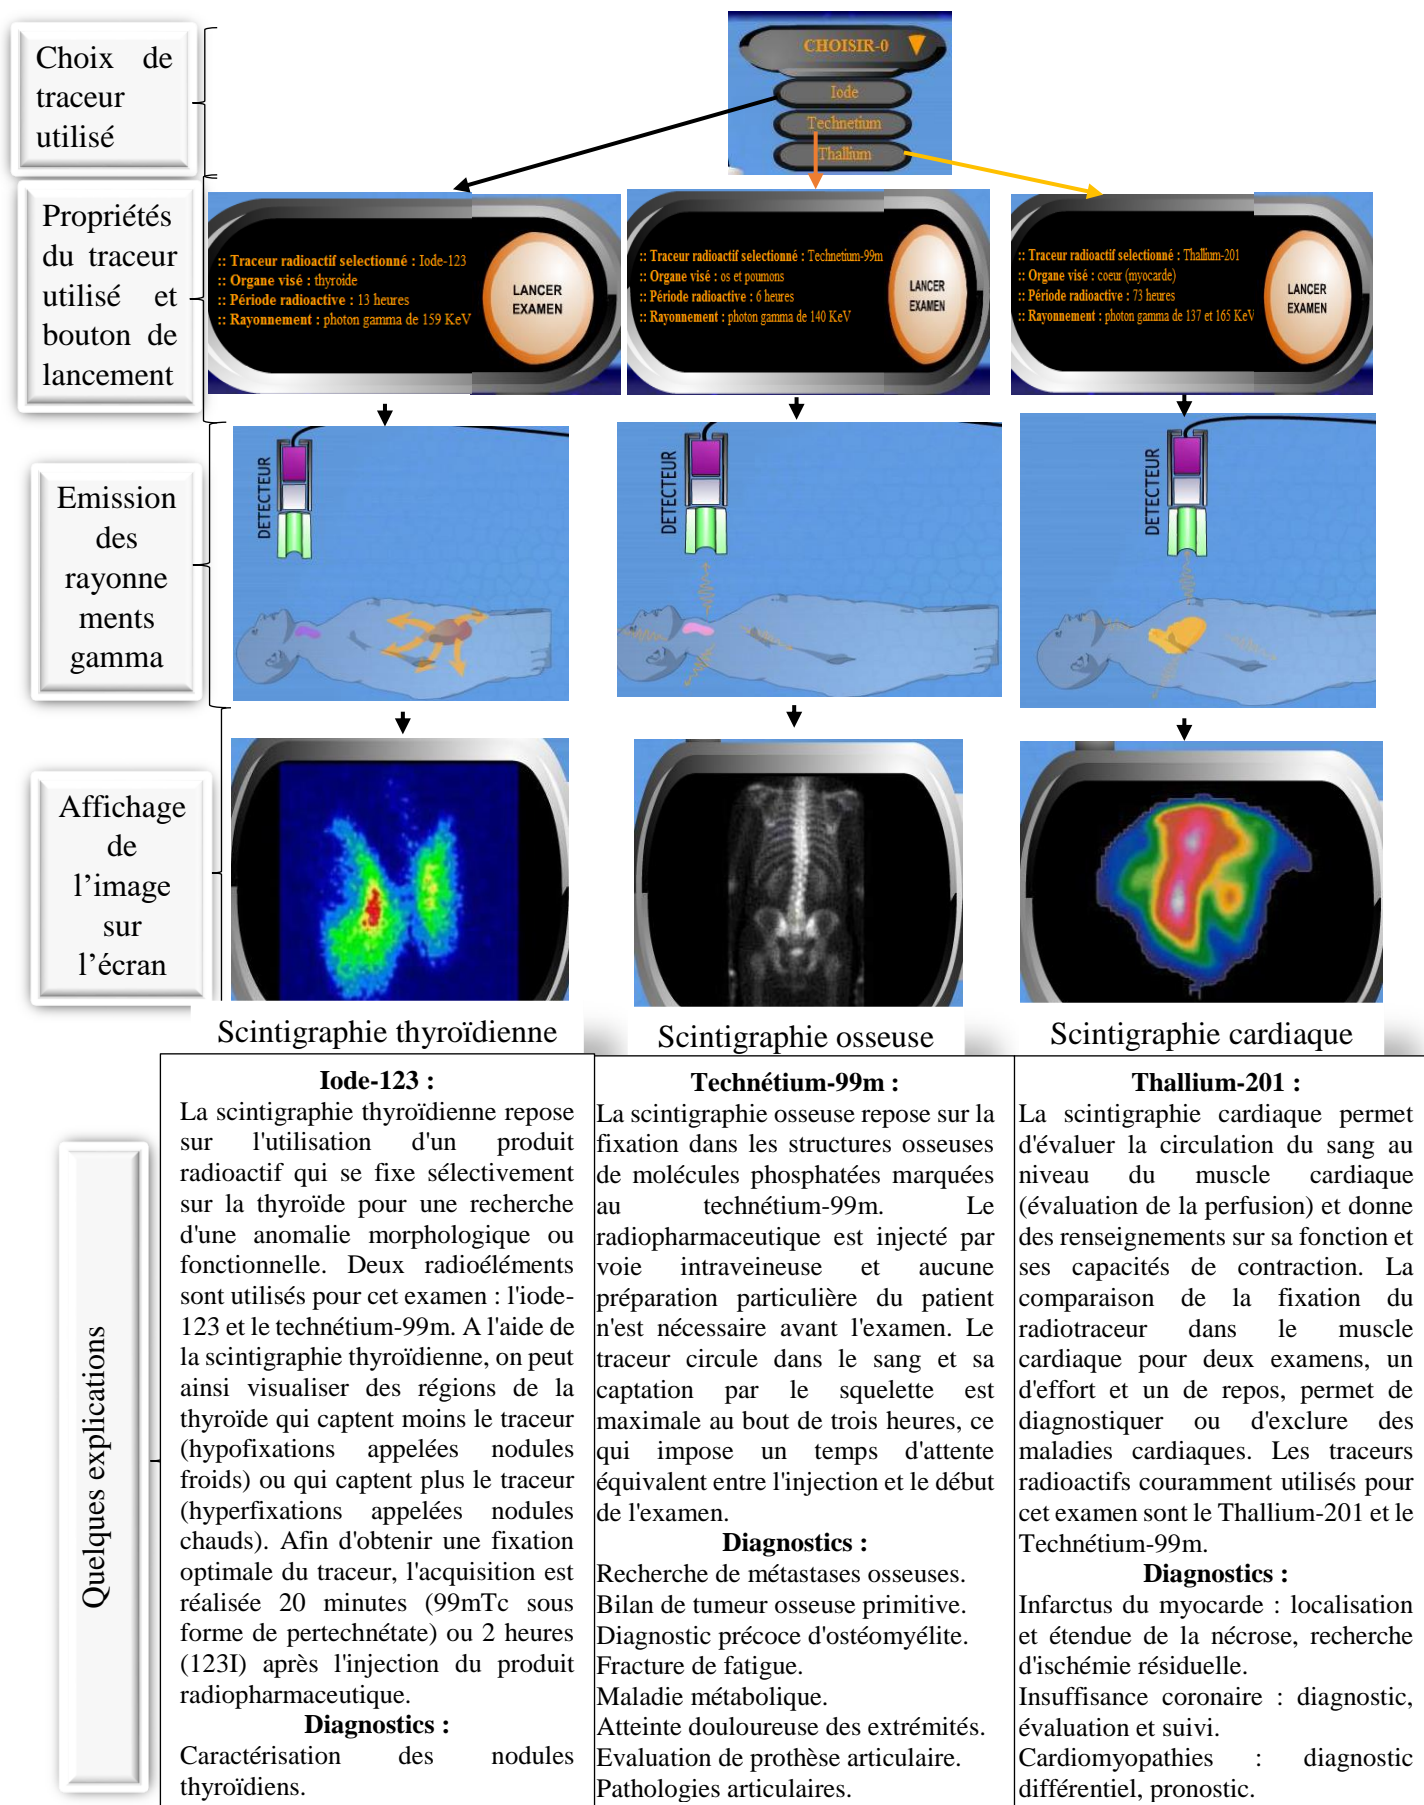 Choix de
traceur
utilisé
CHOISIR-0
Iode
Technetium
Thallium
Propriétés
du traceur
utilisé et
bouton de
lancement
:: Traceur radioactif selectionné : Iode-123
:: Organe visé : thyroide
:: Période radioactive : 13 heures
:: Rayonnement : photon gamma de 159 KeV
LANCER
EXAMEN
:: Traceur radioactif selectionné : Technetium-99m
:: Organe visé : os et poumons
:: Période radioactive : 6 heures
:: Rayonnement : photon gamma de 140 KeV
LANCER
EXAMEN
:: Traceur radioactif selectionné : Thallium-201
:: Organe visé : coeur (myocarde)
:: Période radioactive : 73 heures
:: Rayonnement : photon gamma de 137 et 165 KeV
LANCER
EXAMEN
Emission
des
rayonne
ments
gamma
DETECTEUR
DETECTEUR
DETECTEUR
Affichage
de
l'image
sur
l'écran
Scintigraphie thyroïdienne
Scintigraphie osseuse
Scintigraphie cardiaque
Quelques explications
Iode-123 :
La scintigraphie thyroïdienne repose
sur l'utilisation d'un produit
radioactif qui se fixe sélectivement
sur la thyroïde pour une recherche
d'une anomalie morphologique ou
fonctionnelle. Deux radioéléments
sont utilisés pour cet examen : l'iode-
123 et le technétium-99m. A l'aide de
la scintigraphie thyroïdienne, on peut
ainsi visualiser des régions de la
thyroïde qui captent moins le traceur
(hypofixations appelées nodules
froids) ou qui captent plus le traceur
(hyperfixations appelées nodules
chauds). Afin d'obtenir une fixation
optimale du traceur, l'acquisition est
réalisée 20 minutes (99mTc sous
forme de pertechnétate) ou 2 heures
(123I) après l'injection du produit
radiopharmaceutique.
Diagnostics :
Caractérisation des nodules
thyroïdiens.
Technétium-99m :
La scintigraphie osseuse repose sur la
fixation dans les structures osseuses
de molécules phosphatées marquées
au technétium-99m. Le
radiopharmaceutique est injecté par
voie intraveineuse et aucune
préparation particulière du patient
n'est nécessaire avant l'examen. Le
traceur circule dans le sang et sa
captation par le squelette est
maximale au bout de trois heures, ce
qui impose un temps d'attente
équivalent entre l'injection et le début
de l'examen.
Diagnostics :
Recherche de métastases osseuses.
Bilan de tumeur osseuse primitive.
Diagnostic précoce d'ostéomyélite.
Fracture de fatigue.
Maladie métabolique.
Atteinte douloureuse des extrémités.
Evaluation de prothèse articulaire.
Pathologies articulaires.
Thallium-201 :
La scintigraphie cardiaque permet
d'évaluer la circulation du sang au
niveau du muscle cardiaque
(évaluation de la perfusion) et donne
des renseignements sur sa fonction et
ses capacités de contraction. La
comparaison de la fixation du
radiotraceur dans le muscle
cardiaque pour deux examens, un
d'effort et un de repos, permet de
diagnostiquer ou d'exclure des
maladies cardiaques. Les traceurs
radioactifs couramment utilisés pour
cet examen sont le Thallium-201 et le
Technétium-99m.
Diagnostics :
Infarctus du myocarde : localisation
et étendue de la nécrose, recherche
d'ischémie résiduelle.
Insuffisance coronaire : diagnostic,
évaluation et suivi.
Cardiomyopathies : diagnostic
différentiel, pronostic.